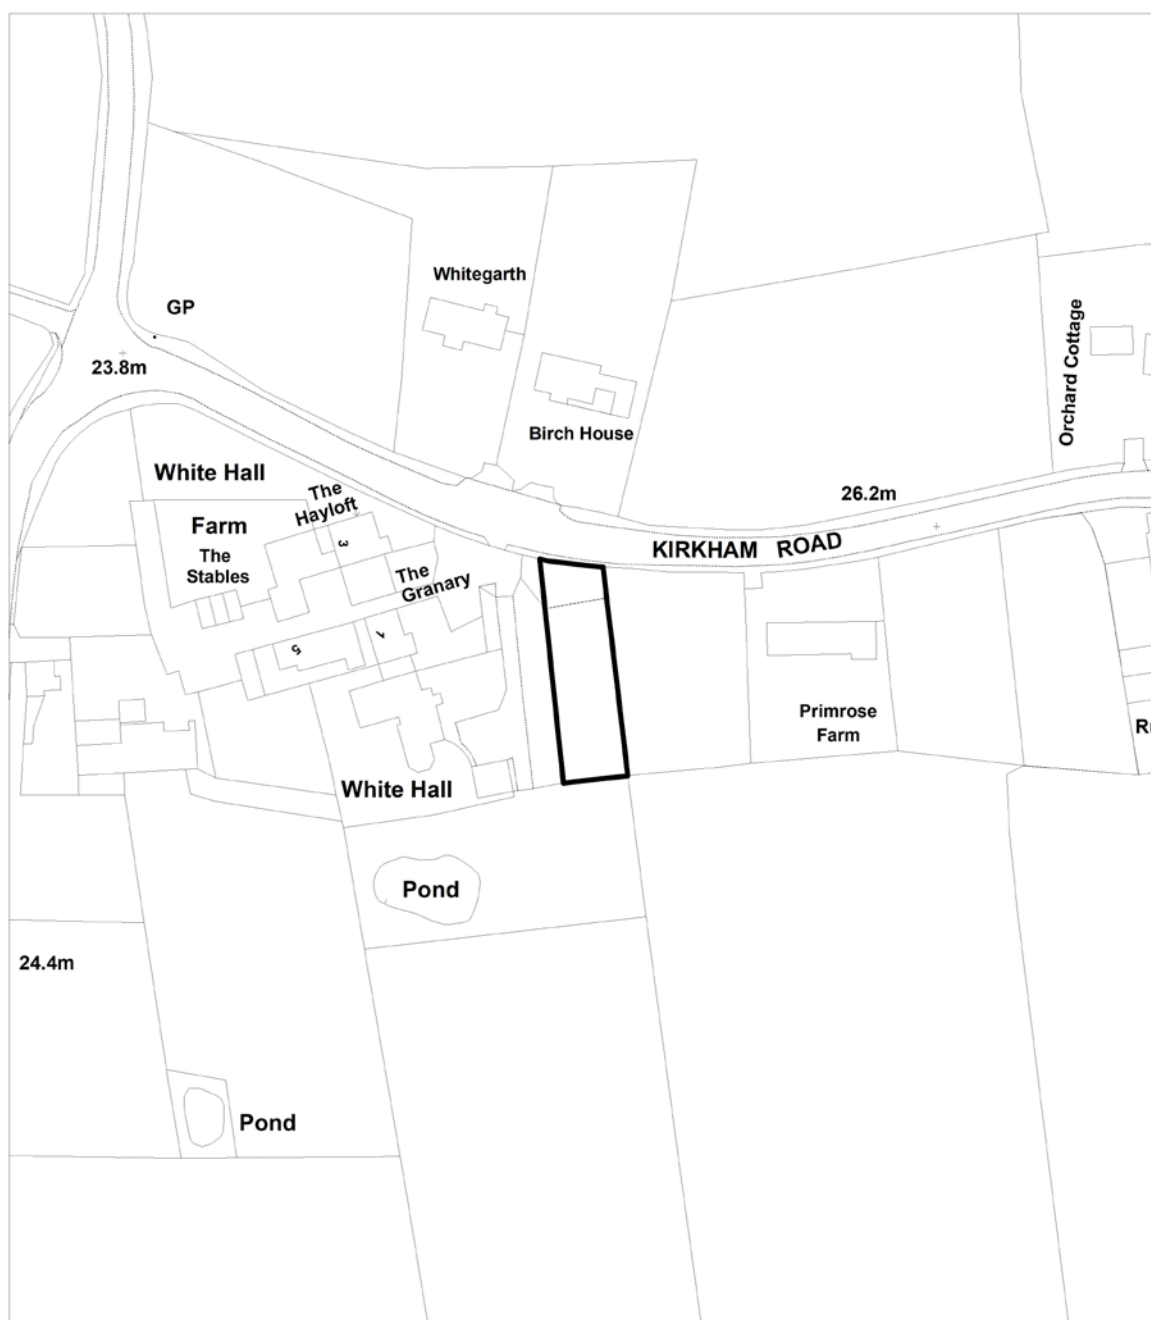 Whitegarth
GP
Orchard Cottage
23.8m
Birch House
White Hall
The
Hayloft
26.2m
Farm
3
KIRKHAM ROAD
The
Stables
The
Granary
1
5
Primrose
Farm
White Hall
Pond
24.4m
Pond